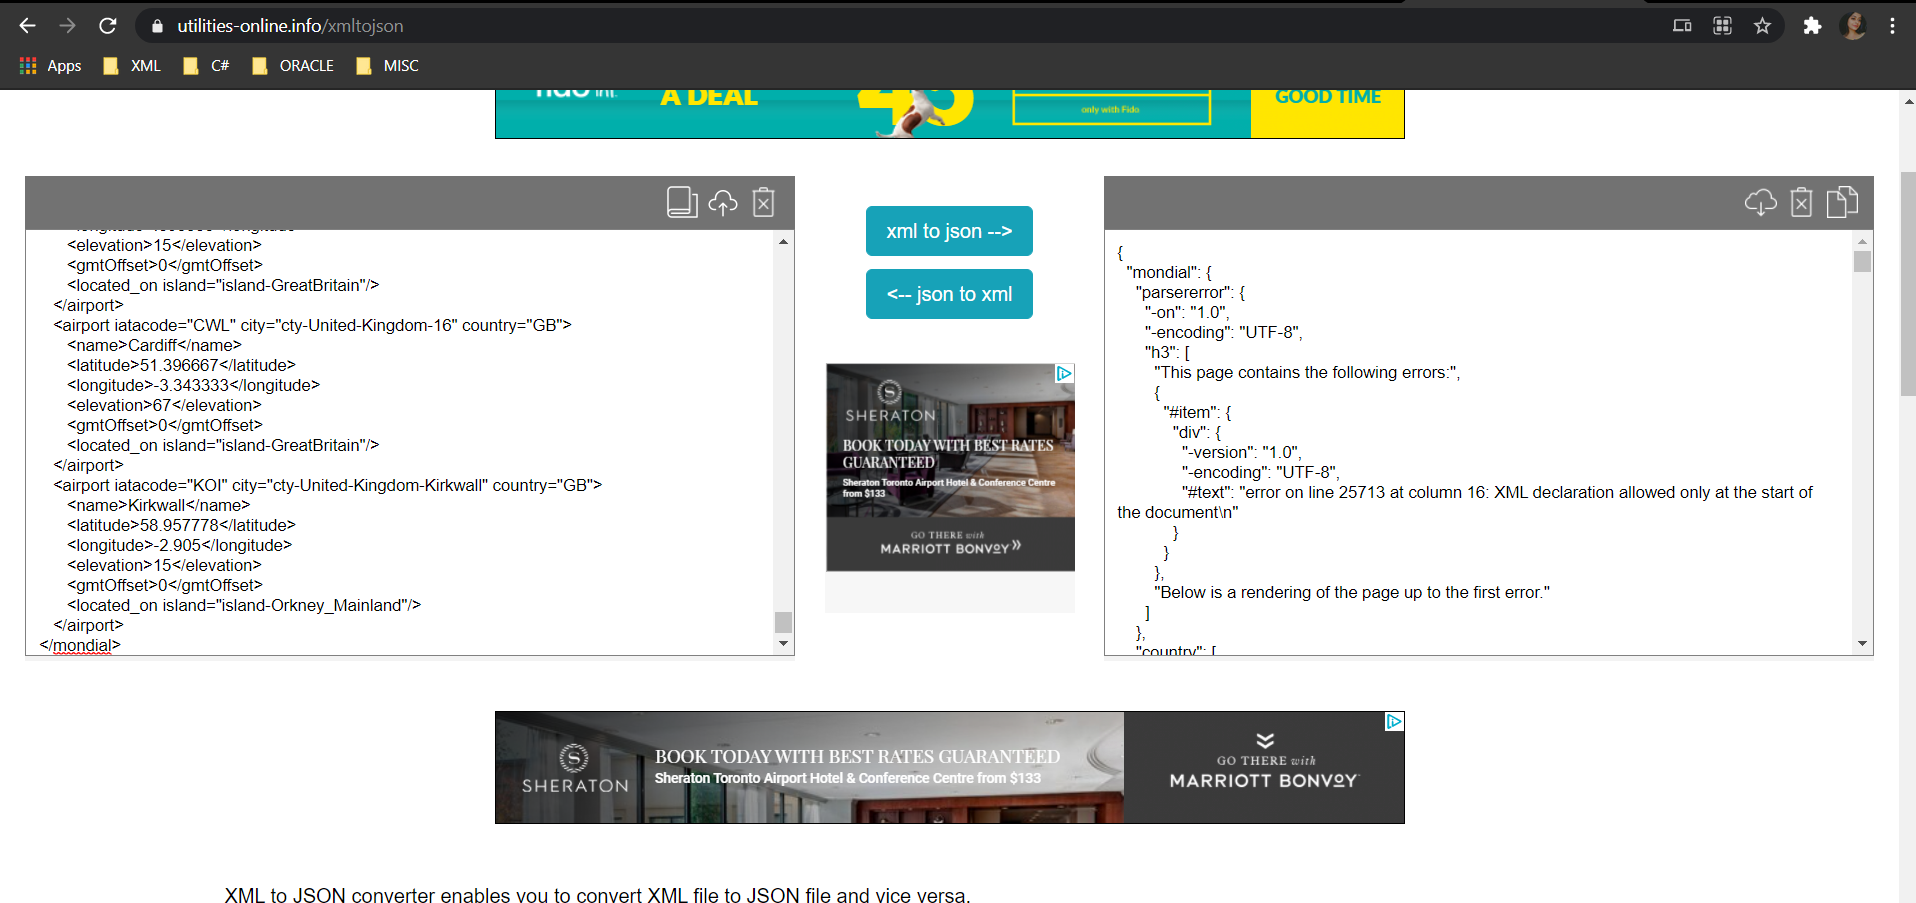 utilities-online.info/xmltojson
Apps XML C# ORACLE MISC
A DEAL
only with Fido
GOOD TIME
<elevation>15</elevation>
<gmtOffset>0</gmtOffset>
<located_on island="island-GreatBritain"/>
</airport>
<airport iatacode="CWL" city="cty-United-Kingdom-16" country="GB">
<name>Cardiff</name>
<latitude>51.396667</latitude>
<longitude>-3.343333</longitude>
<elevation>67</elevation>
<gmtOffset>0</gmtOffset>
<located_on island="island-GreatBritain"/>
</airport>
<airport iatacode="KOI" city="cty-United-Kingdom-Kirkwall" country="GB">
<name>Kirkwall</name>
<latitude>58.957778</latitude>
<longitude>-2.905</longitude>
<elevation>15</elevation>
<gmtOffset>0</gmtOffset>
<located_on island="island-Orkney_Mainland"/>
</airport>
</mondial>
xml to json -->
<-- json to xml
S
SHERATON
BOOK TODAY WITH BEST RATES
GUARANTEED
Sheraton Toronto Airport Hotel & Conference Centre
from $133
GO THERE with
MARRIOTT BONVOY
{
"mondial": {
"parsererror": {
"-on": "1.0",
"-encoding": "UTF-8",
"h3": [
"This page contains the following errors:",
{
"#item": {
"div": {
"-version": "1.0",
"-encoding": "UTF-8",
"#text": "error on line 25713 at column 16: XML declaration allowed only at the start of
the document\n"
}
}
},
"Below is a rendering of the page up to the first error."
]
},
"country": [
S
SHERATON
BOOK TODAY WITH BEST RATES GUARANTEED
Sheraton Toronto Airport Hotel & Conference Centre from $133
GO THERE with
MARRIOTT BONVOY
XML to JSON converter enables you to convert XML file to JSON file and vice versa.